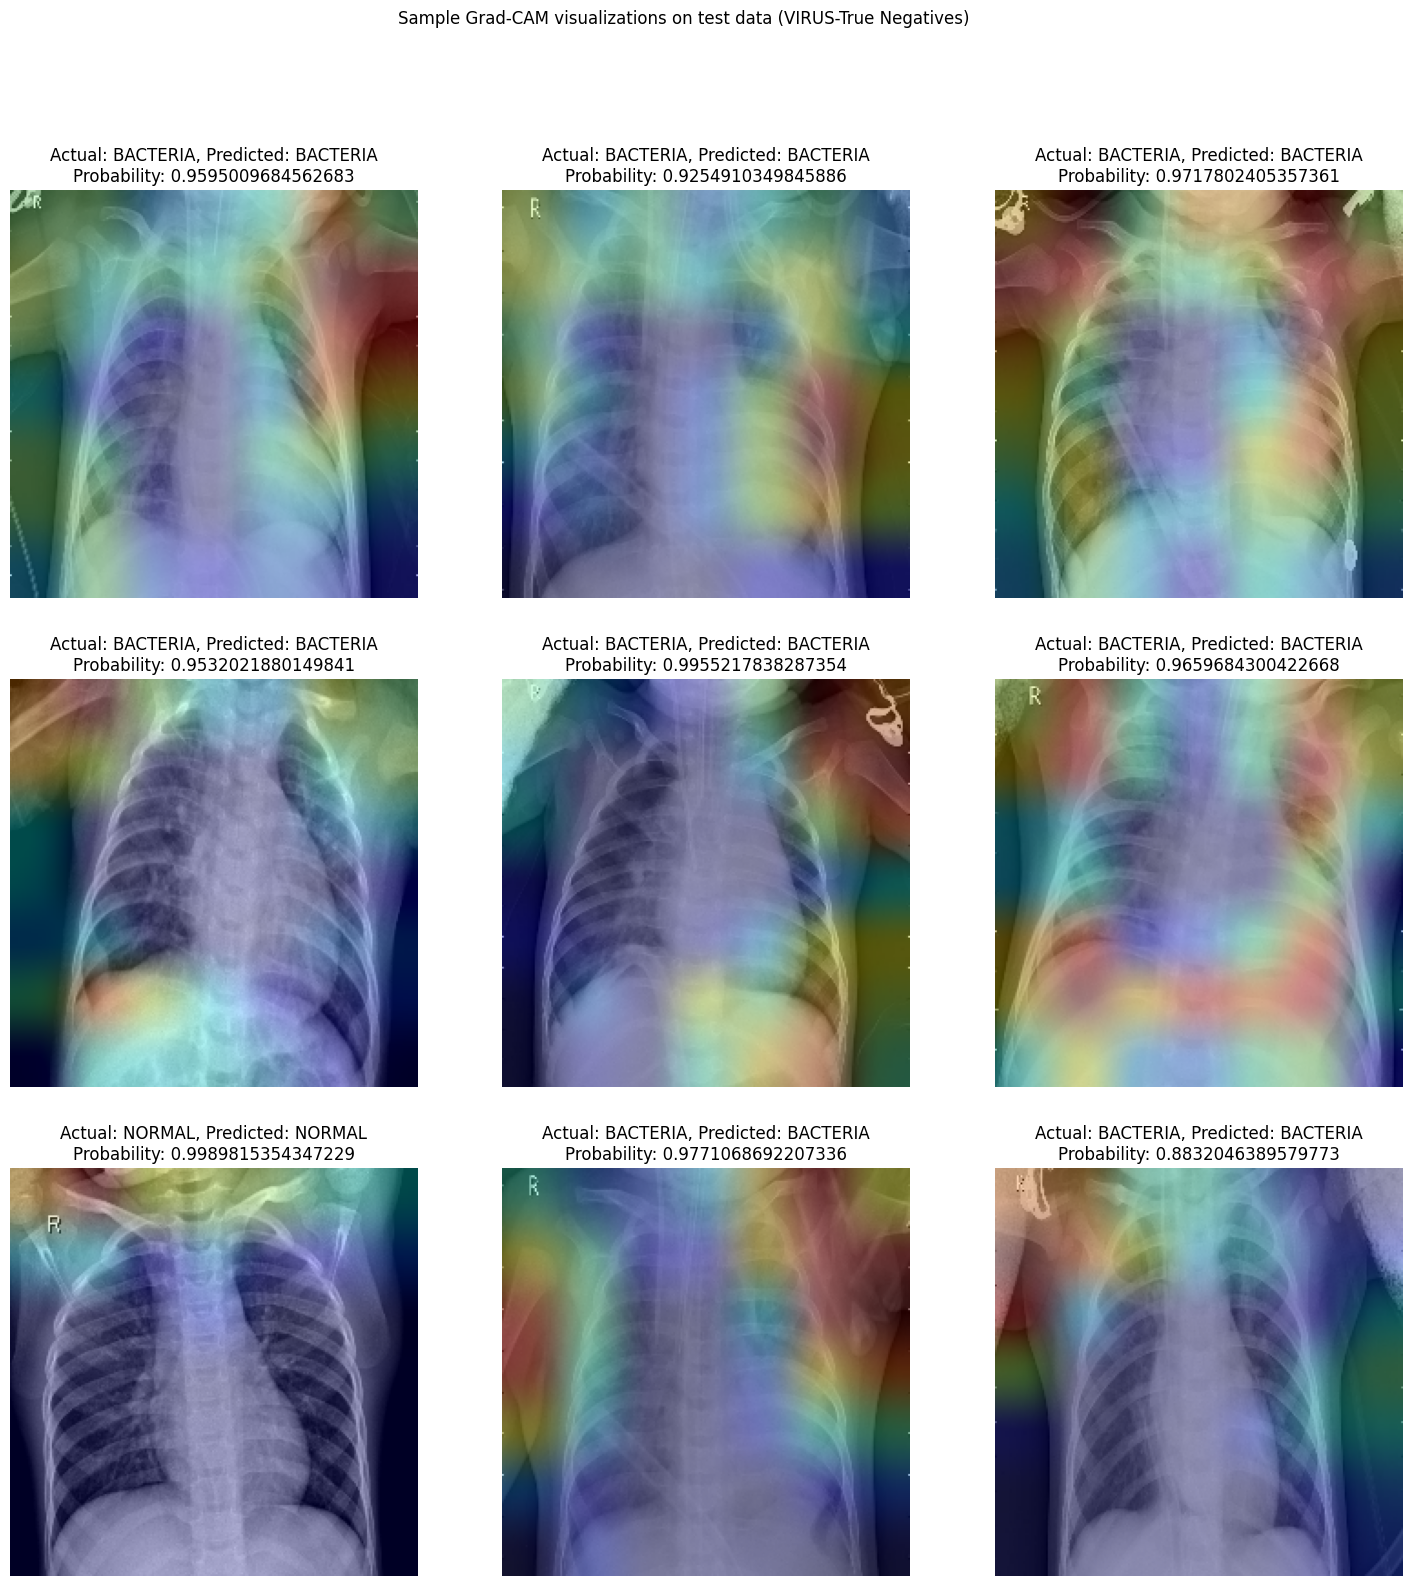 Sample Grad-CAM visualizations on test data (VIRUS-True Negatives)
Actual: BACTERIA, Predicted: BACTERIA
Probability: 0.9595009684562683
Actual: BACTERIA, Predicted: BACTERIA
Probability: 0.9254910349845886
Actual: BACTERIA, Predicted: BACTERIA
Probability: 0.9717802405357361
R
R
R
Actual: BACTERIA, Predicted: BACTERIA
Probability: 0.9532021880149841
Actual: BACTERIA, Predicted: BACTERIA
Probability: 0.9955217838287354
Actual: BACTERIA, Predicted: BACTERIA
Probability: 0.9659684300422668
R
R
Actual: NORMAL, Predicted: NORMAL
Probability: 0.9989815354347229
Actual: BACTERIA, Predicted: BACTERIA
Probability: 0.9771068692207336
Actual: BACTERIA, Predicted: BACTERIA
Probability: 0.8832046389579773
R
R